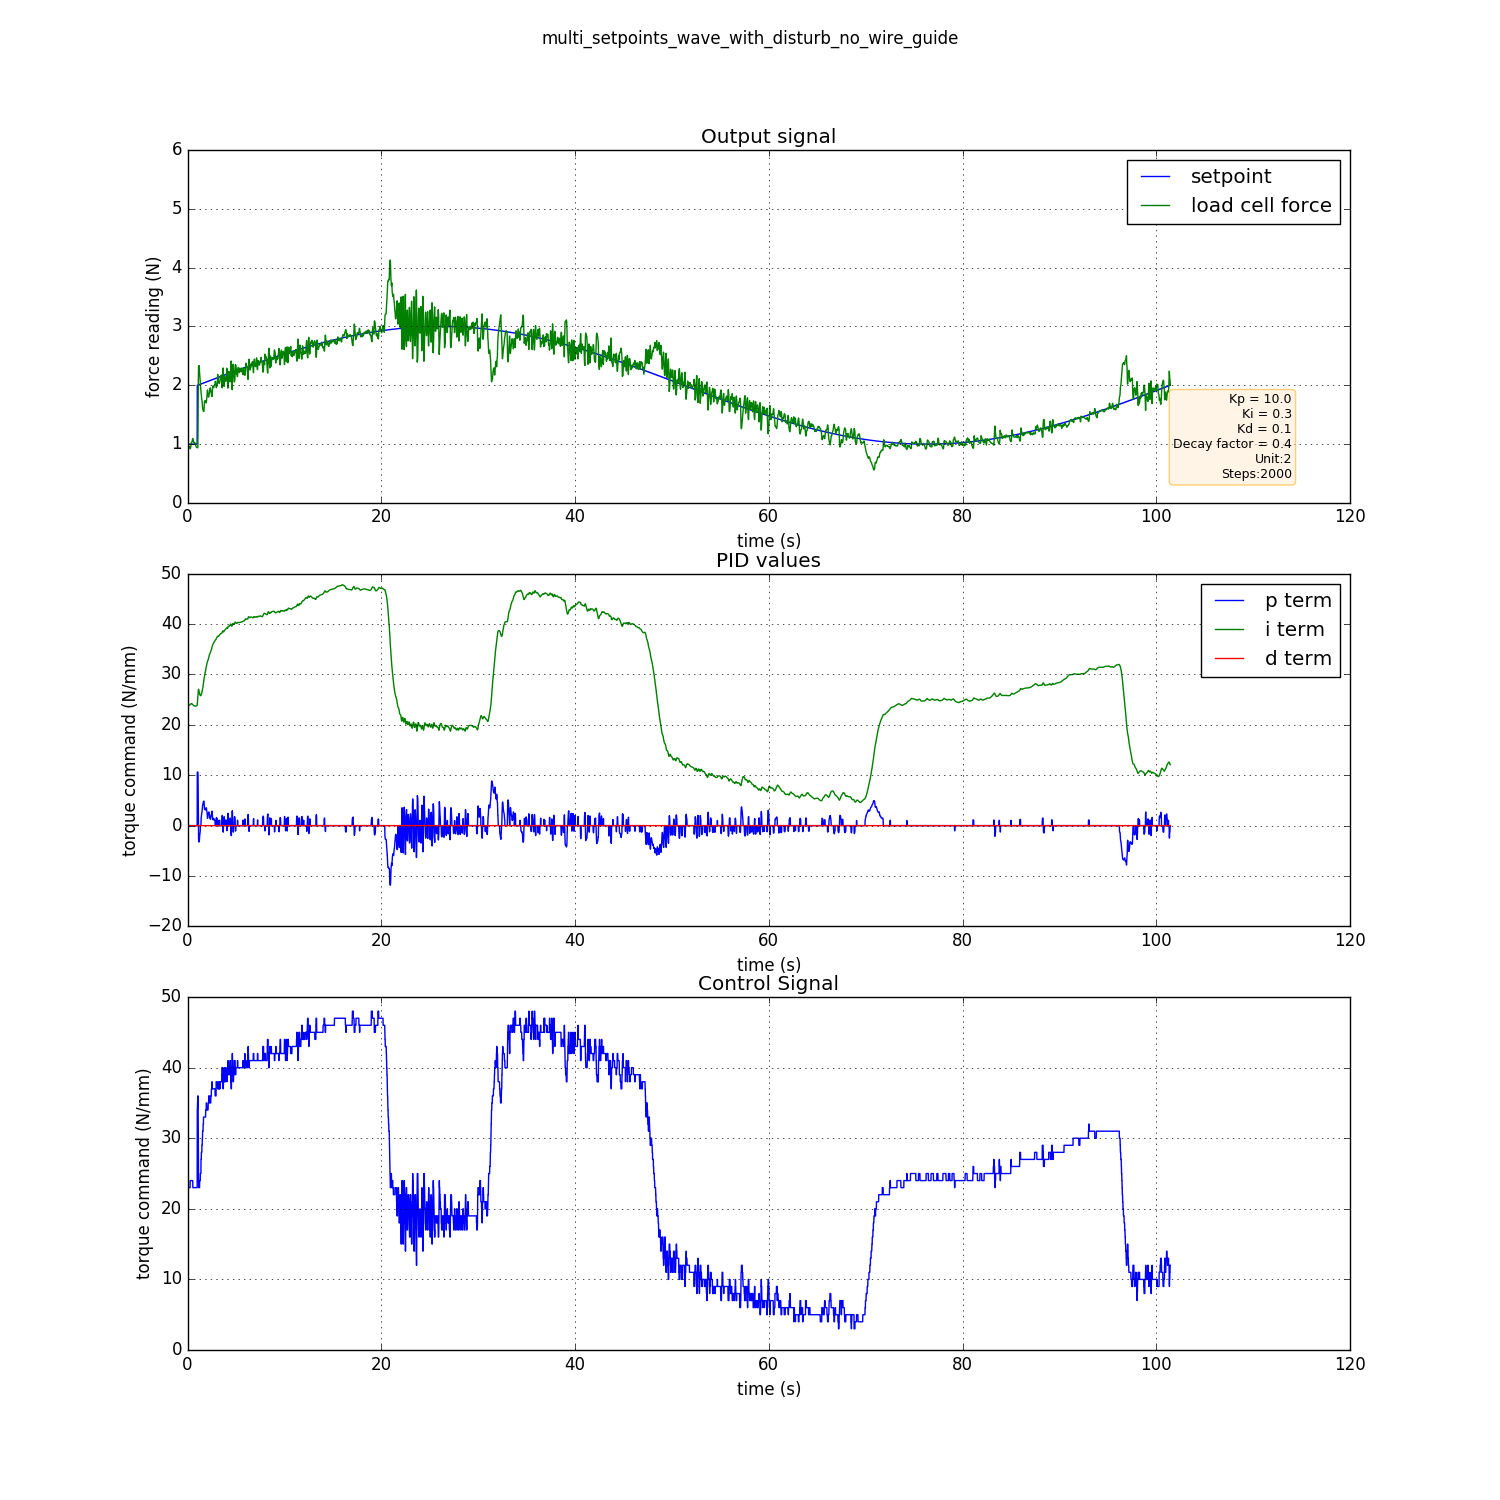 multi_setpoints_wave_with_disturb_no_wire_guide
Output signal
6
5
4
3
2
1
0
force reading (N)
setpoint
load cell force
Kp = 10.0
Ki = 0.3
Kd = 0.1
Decay factor = 0.4
Unit:2
Steps:2000
0 20 40 60 80 100 120
time (s)
PID values
50
40
30
20
10
0
−10
−20
torque command (N/mm)
p term
i term
d term
0 20 40 60 80 100 120
time (s)
Control Signal
50
40
30
20
10
0
torque command (N/mm)
0 20 40 60 80 100 120
time (s)